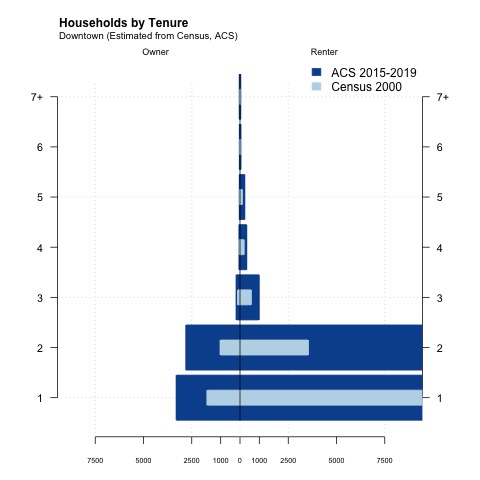 Households by Tenure
Downtown (Estimated from Census, ACS)
Owner Renter
ACS 2015-2019
Census 2000
7+ 7+
6 6
5 5
4 4
3 3
2 2
1 1
7500 5000 2500 1000 0 1000 2500 5000 7500